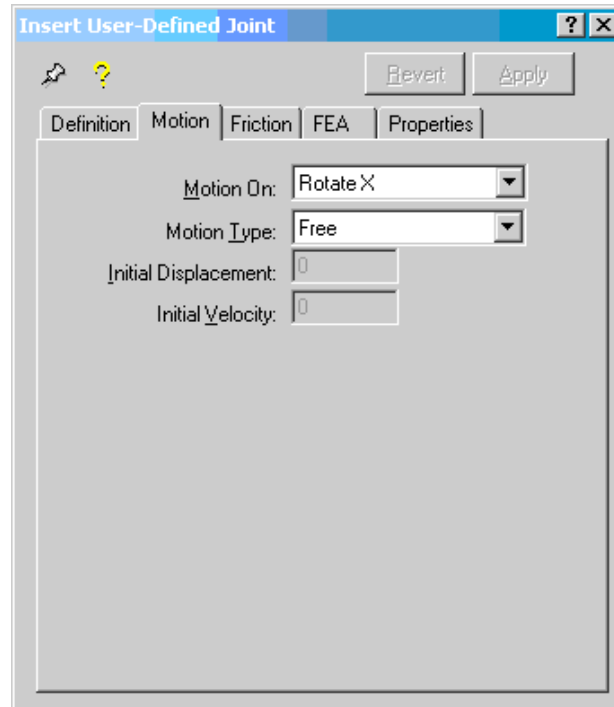 Insert User-Defined Joint
Revert Apply
Definition Motion Friction FEA Properties
Motion On: Rotate X
Motion Type: Free
Initial Displacement: 0
Initial Velocity: 0